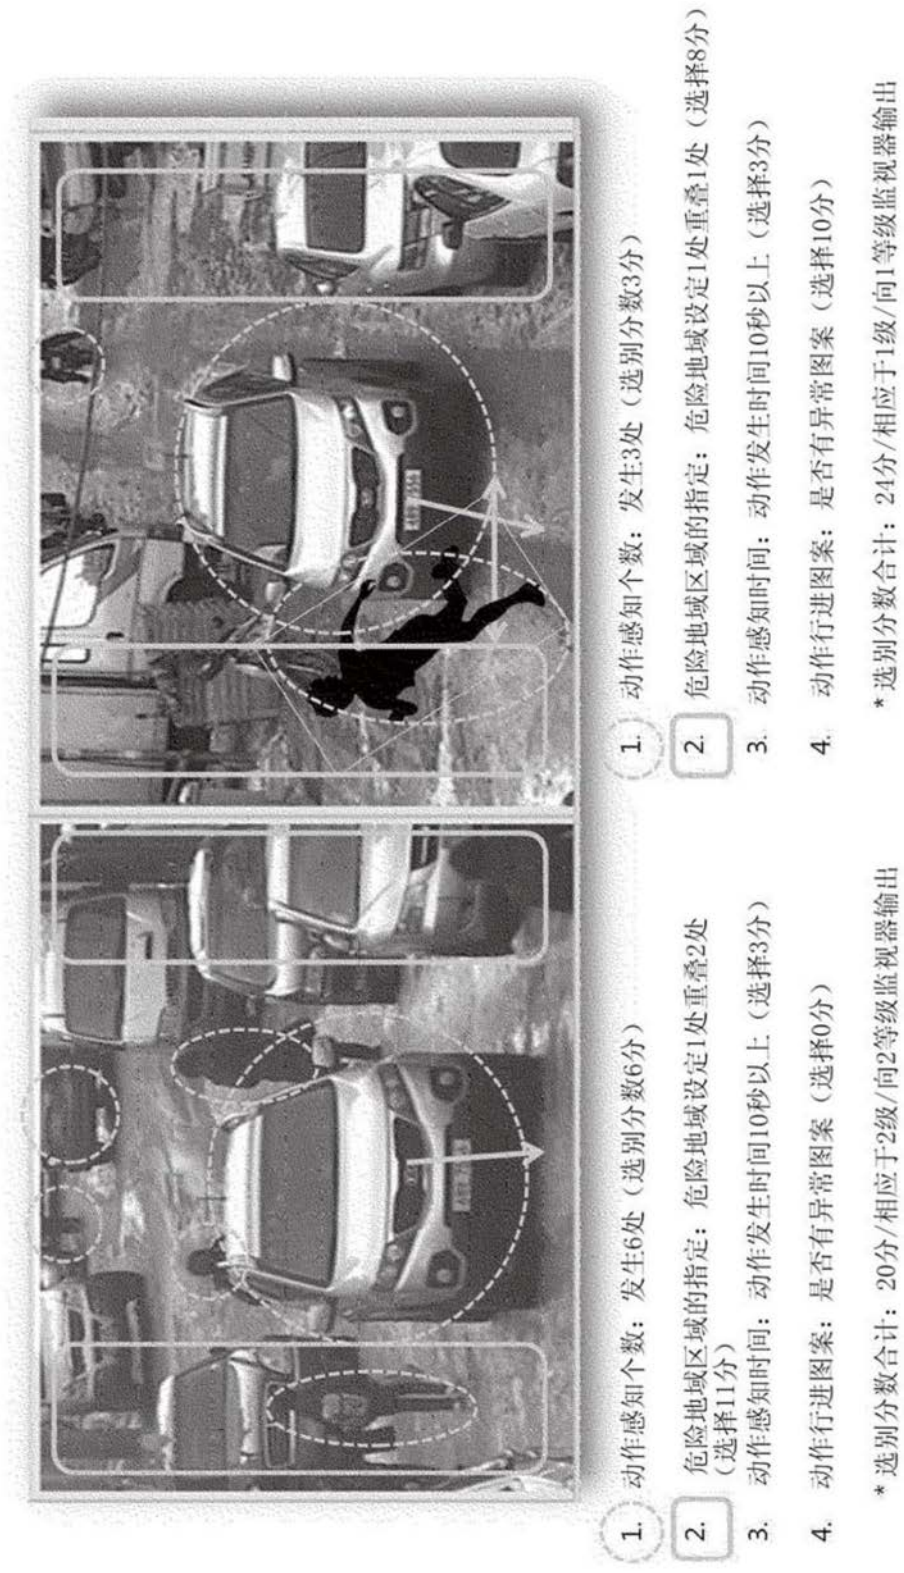 1. 动作感知个数：发生6处（选别分数6分）
2. 危险地域区域的指定：危险地域设定1处重叠2处
（选择11分）
3. 动作感知时间：动作发生时间10秒以上（选择3分）
4. 动作行进图案：是否有异常图案（选择0分）
*选别分数合计：20分/相应于2级/向2等级监视器输出
1. 动作感知个数：发生3处（选别分数3分）
2. 危险地域区域的指定：危险地域设定1处重叠1处（选择8分）
3. 动作感知时间：动作发生时间10秒以上（选择3分）
4. 动作行进图案：是否有异常图案（选择10分）
*选别分数合计：24分/相应于1级/向1等级监视器输出